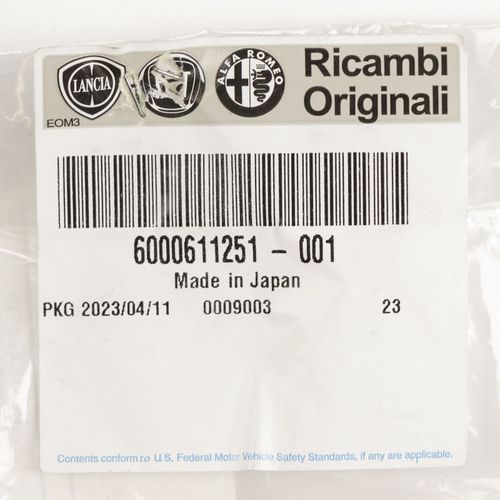 LANCIA
ALFA ROMEO
Ricambi
Originali
EOM3
6000611251 - 001
Made in Japan
PKG 2023/04/11 0009003 23
Contents conform to U.S. Federal Motor Vehicle Safety Standards, if any are applicable.